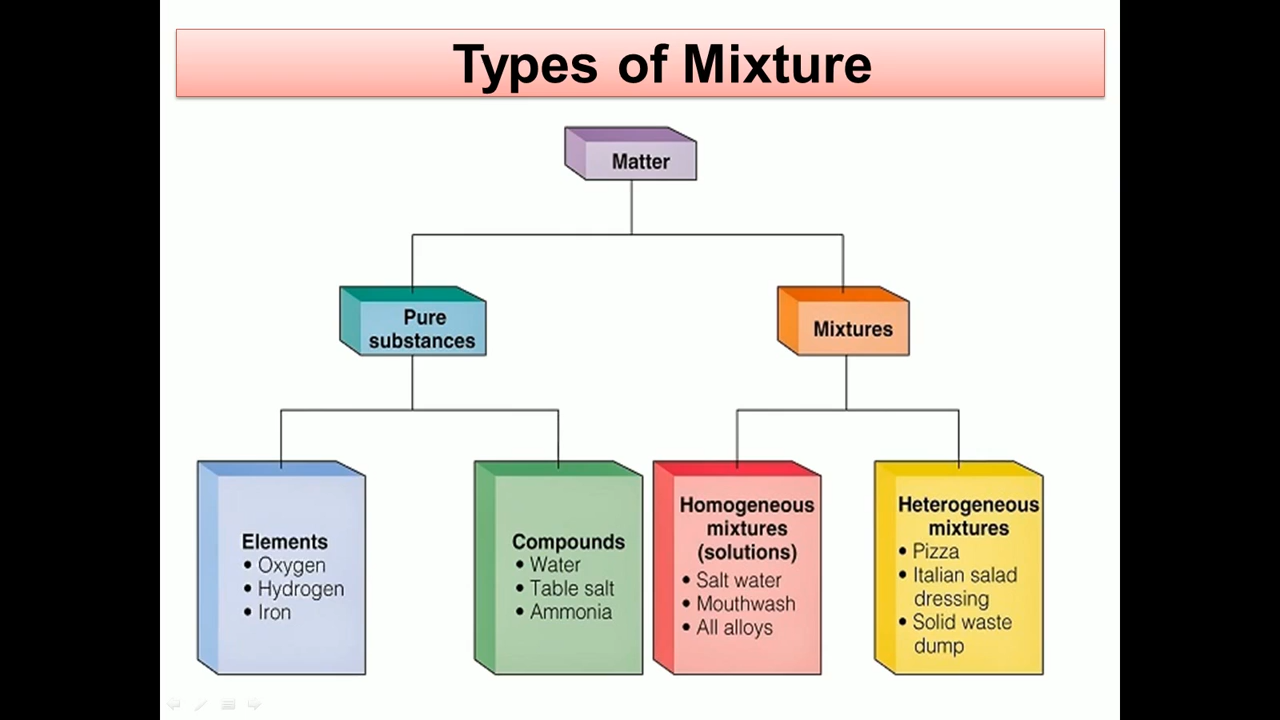 Types of Mixture
Matter
Pure
substances
Mixtures
Elements
• Oxygen
• Hydrogen
• Iron
Compounds
• Water
• Table salt
• Ammonia
Homogeneous
mixtures
(solutions)
• Salt water
• Mouthwash
• All alloys
Heterogeneous
mixtures
• Pizza
• Italian salad
dressing
• Solid waste
dump